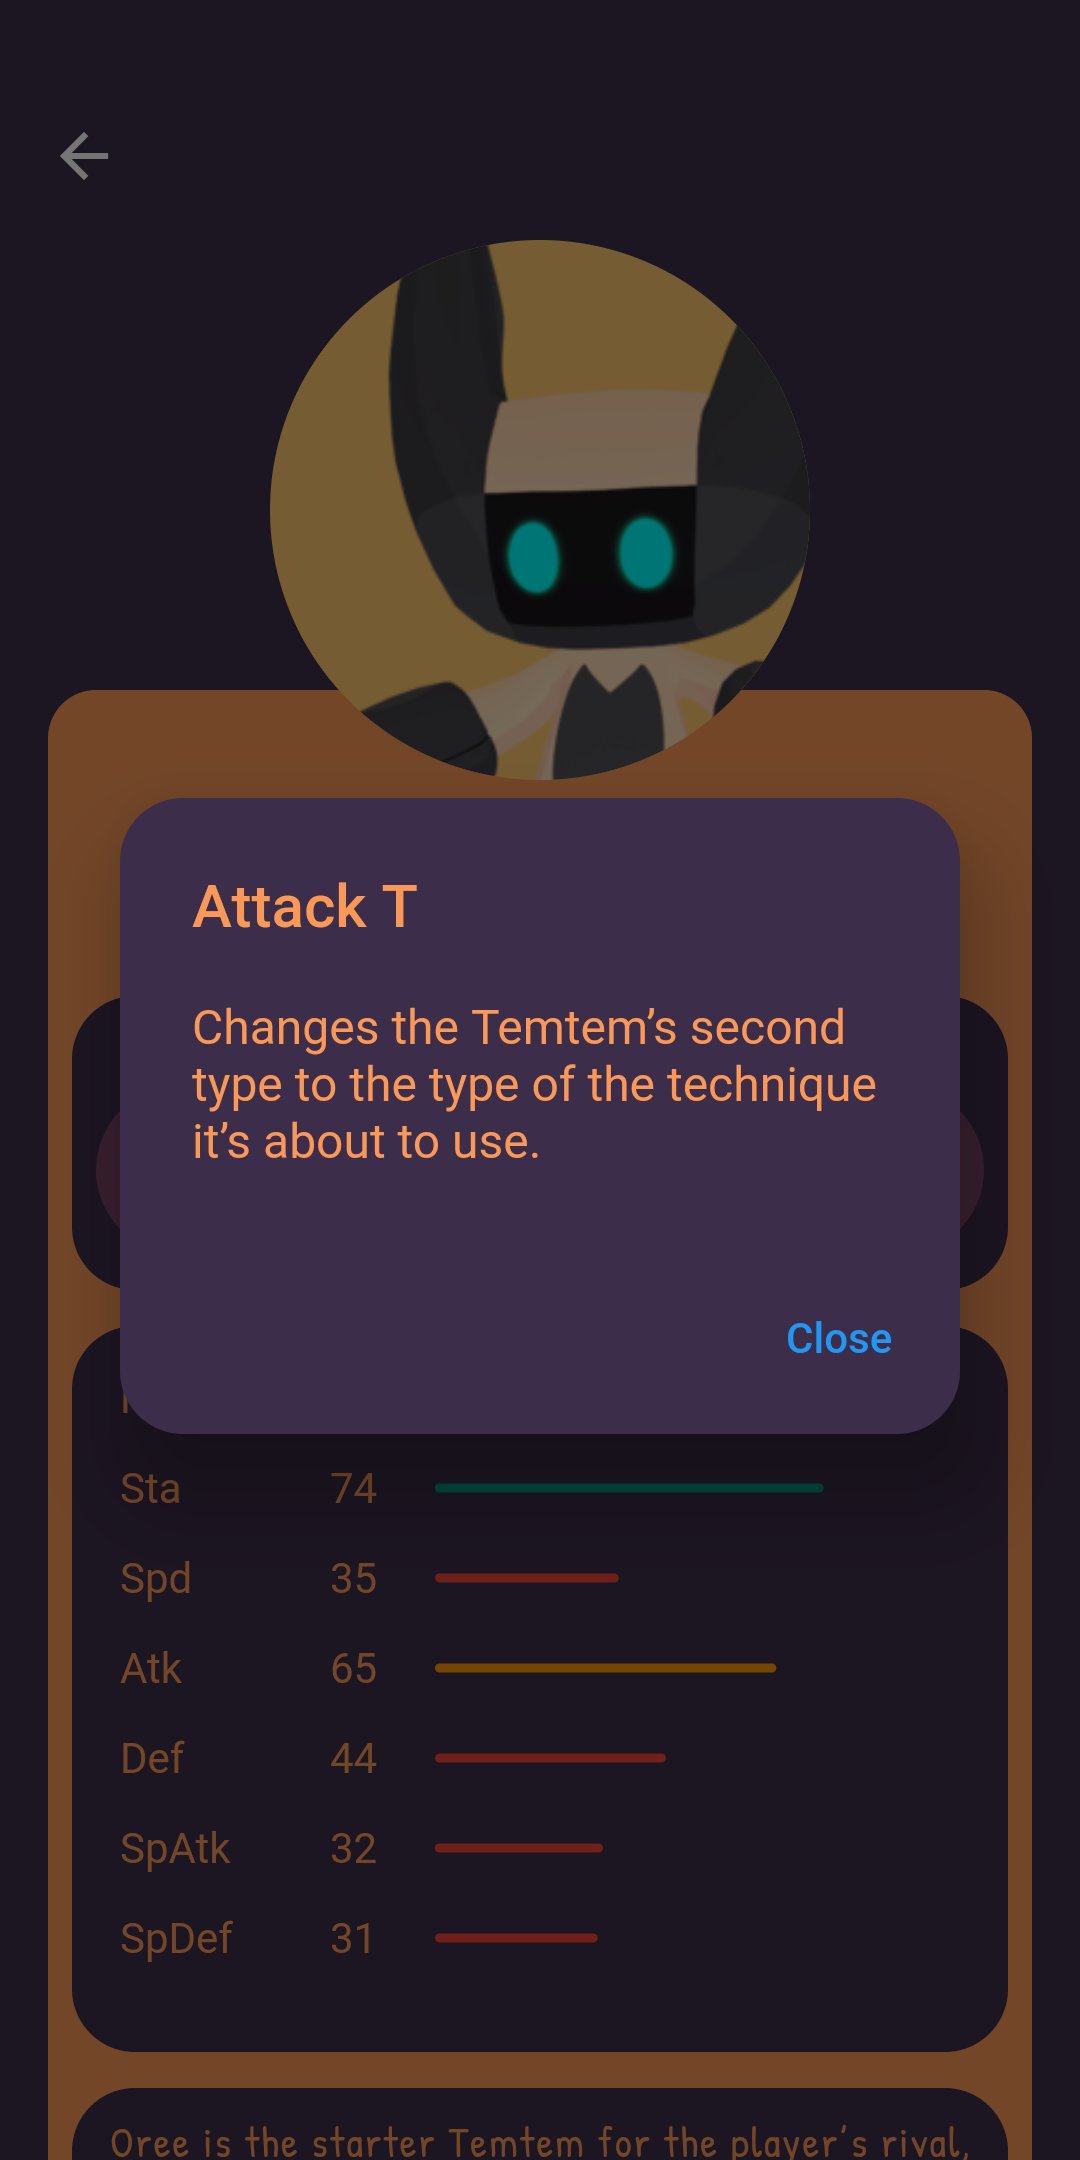 Attack T
Changes the Temtem’s second
type to the type of the technique
it’s about to use.
Close
Sta 74
Spd 35
Atk 65
Def 44
SpAtk 32
SpDef 31
Oree is the starter Temtem for the player's rival,